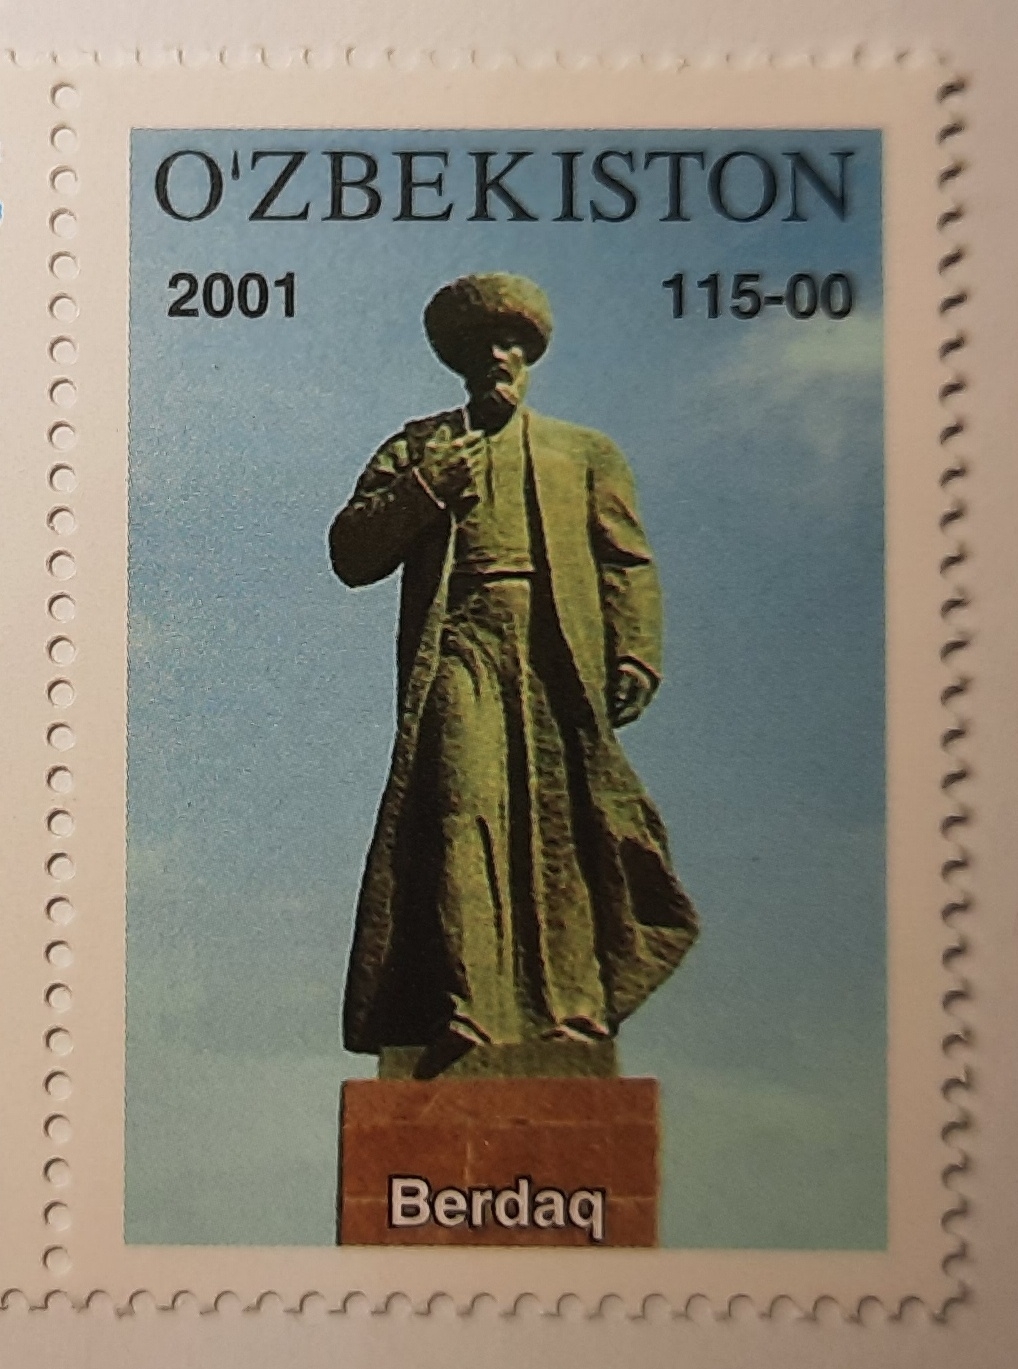 O'ZBEKISTON
2001 115-00
Berdaq